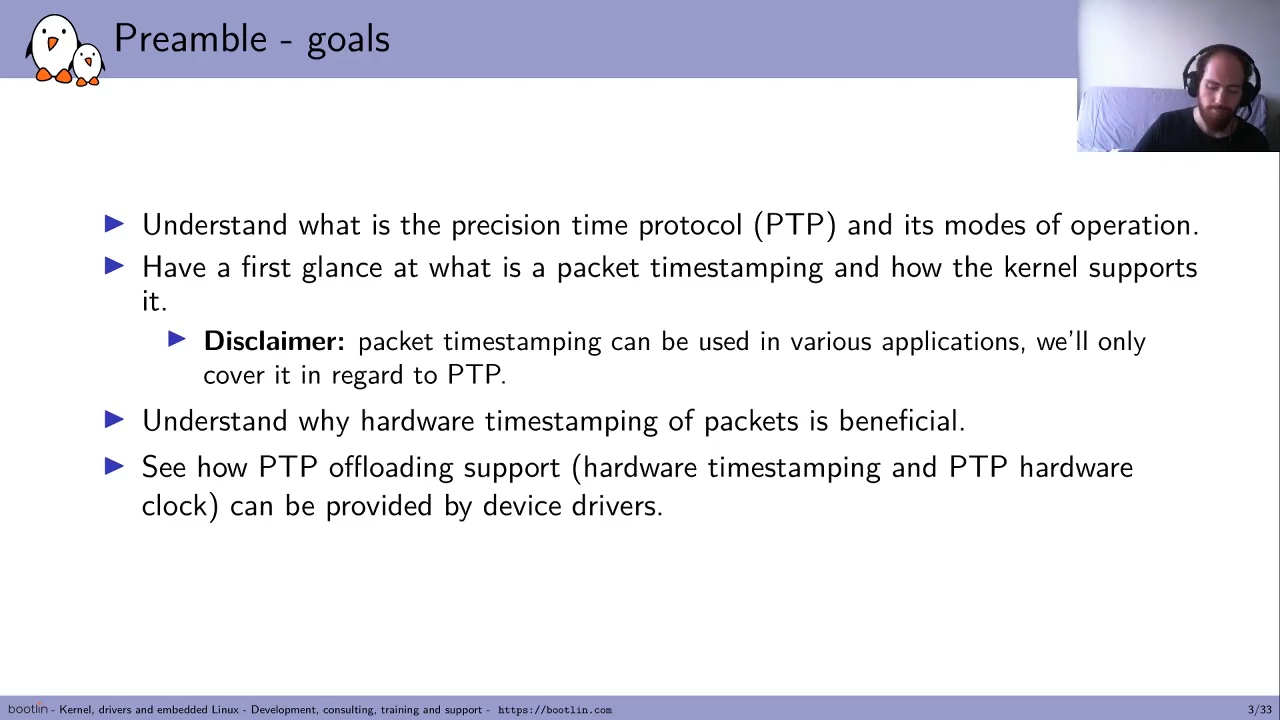 Preamble - goals
Understand what is the precision time protocol (PTP) and its modes of operation.
Have a first glance at what is a packet timestamping and how the kernel supports
it.
Disclaimer: packet timestamping can be used in various applications, we'll only
cover it in regard to PTP.
Understand why hardware timestamping of packets is beneficial.
See how PTP offloading support (hardware timestamping and PTP hardware
clock) can be provided by device drivers.
bootlin - Kernel, drivers and embedded Linux - Development, consulting, training and support - https://bootlin.com 3/33